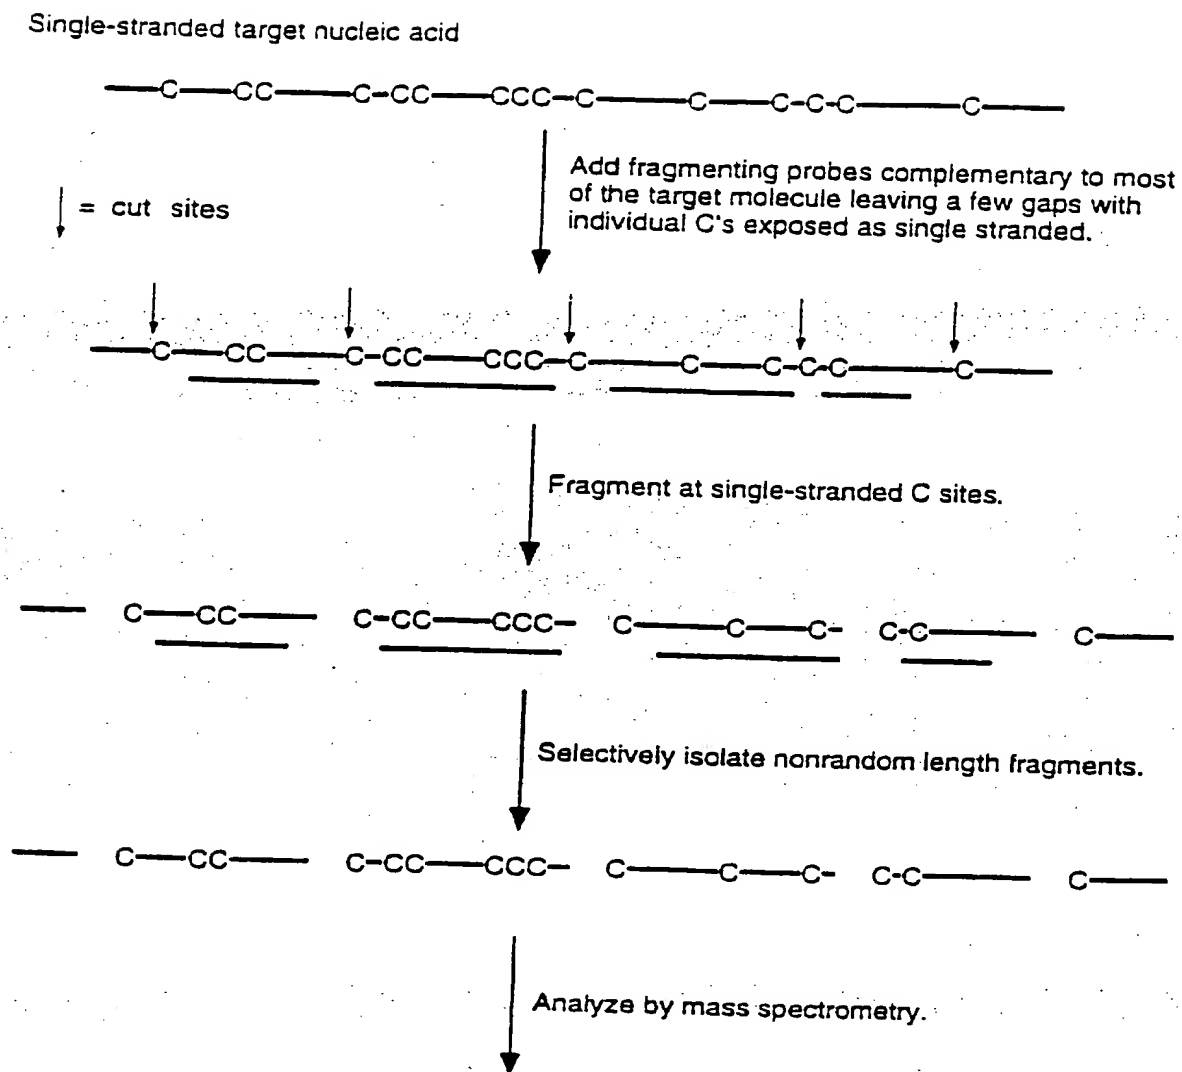 Single-stranded target nucleic acid
C CC C-CC CCC-C C C-C-C C
Add fragmenting probes complementary to most
of the target molecule leaving a few gaps with
individual C's exposed as single stranded.
= cut sites
C CC C-CC CCC-C C C-C-C C
Fragment at single-stranded C sites.
C CC C-CC CCC- C C C- C-C C
Selectively isolate nonrandom length fragments.
C CC C-CC CCC- C C C- C-C C
Analyze by mass spectrometry.